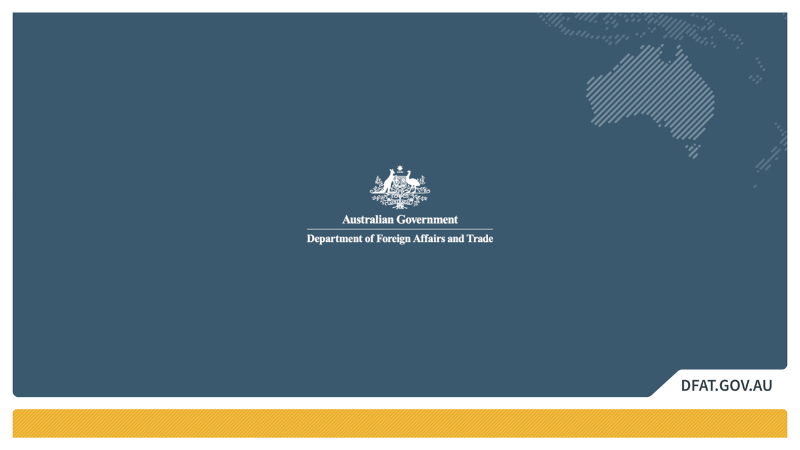 Australian Government
Department of Foreign Affairs and Trade
DFAT.GOV.AU